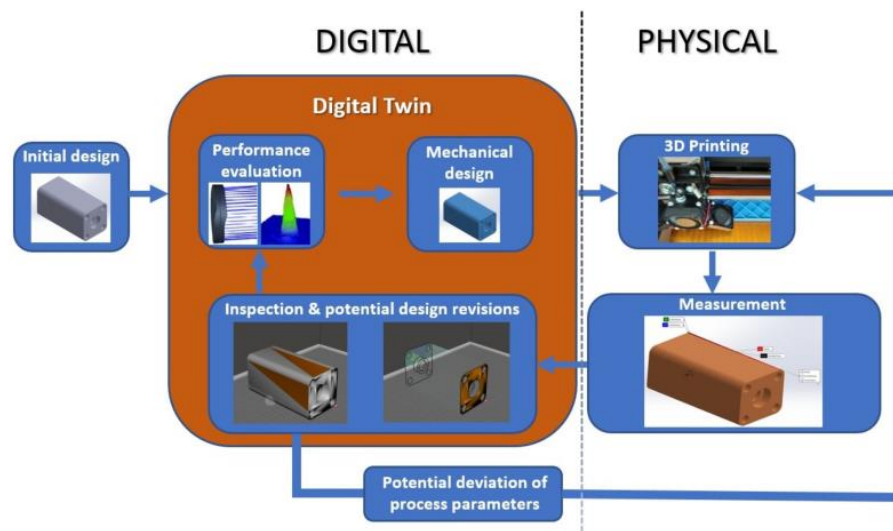 DIGITAL
PHYSICAL
Digital Twin
Initial design
Performance
evaluation
Mechanical
design
3D Printing
Inspection & potential design revisions
Measurement
Potential deviation of
process parameters